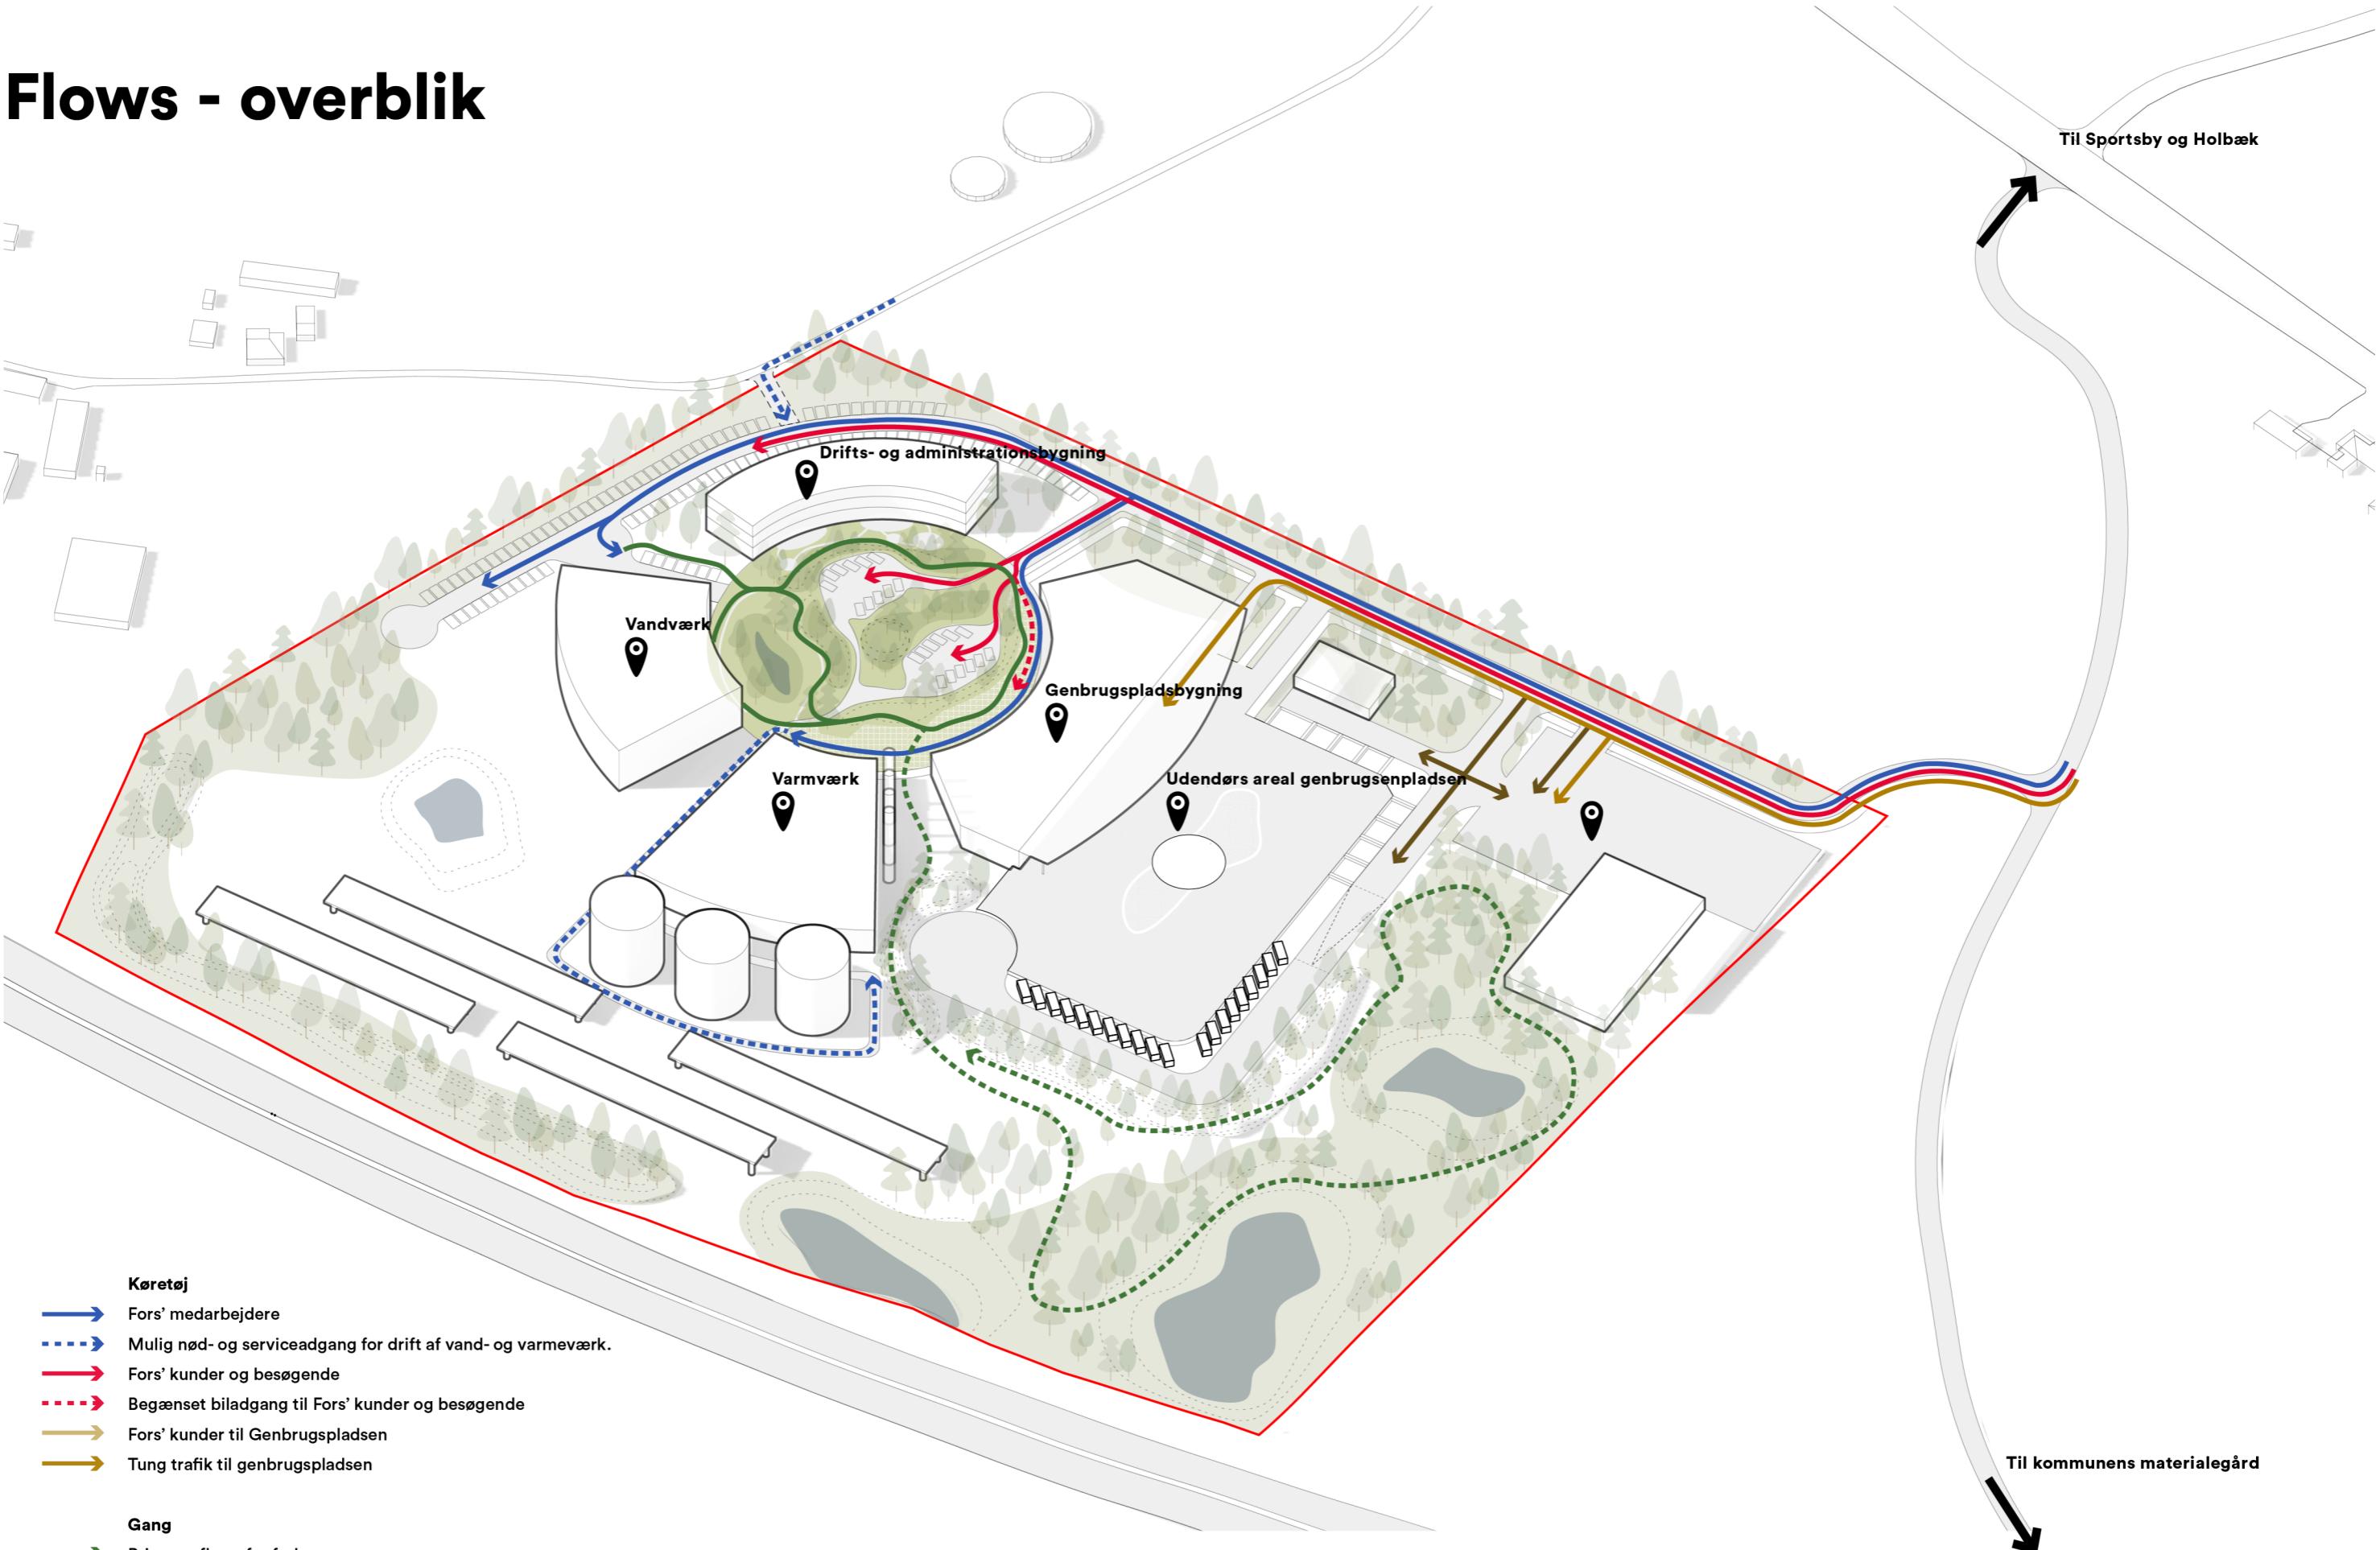 Flows - overblik
Til Sportsby og Holbæk
Drifts- og administrationsbygning
Vandværk
Genbrugspladsbygning
Varmværk
Udendørs areal genbrugsenpladsen
Køretøj
Fors’ medarbejdere
Mulig nød- og serviceadgang for drift af vand- og varmeværk.
Fors’ kunder og besøgende
Begænset biladgang til Fors’ kunder og besøgende
Fors’ kunder til Genbrugspladsen
Tung trafik til genbrugspladsen
Til kommunens materialegård
Gang